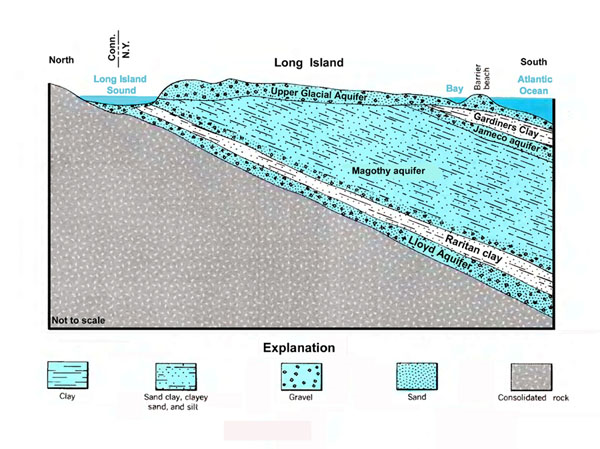 Conn.
N.Y.
North
Long Island
South
Long Island
Sound
Bay
Barrier
beach
Atlantic
Ocean
Upper Glacial Aquifer
Gardiners Clay
Jameco aquifer
Magothy aquifer
Raritan clay
Lloyd Aquifer
Not to scale
Explanation
Clay
Sand clay, clayey
sand, and silt
Gravel
Sand
Consolidated rock